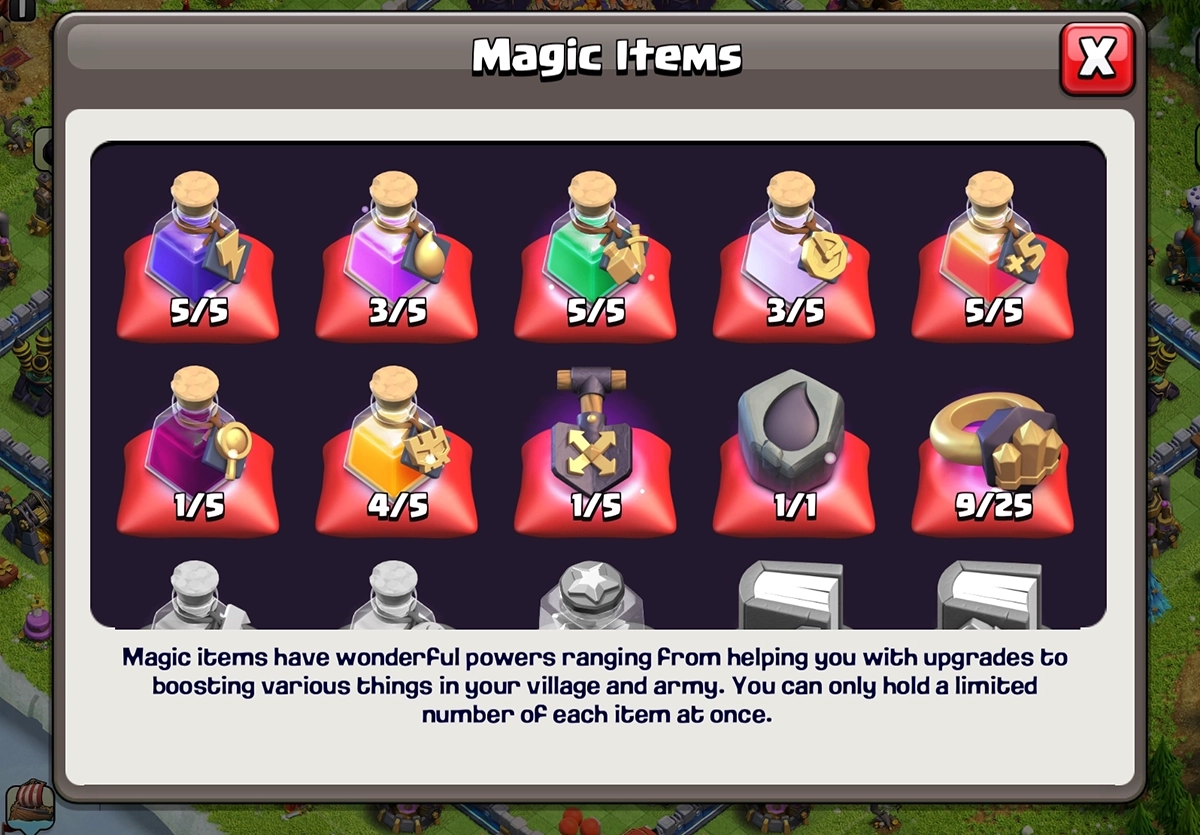 Magic Items
X
+5
5/5
3/5
5/5
3/5
5/5
1/5
4/5
1/5
1/1
9/25
Magic items have wonderful powers ranging from helping you with upgrades to
boosting various things in your village and army. You can only hold a limited
number of each item at once.